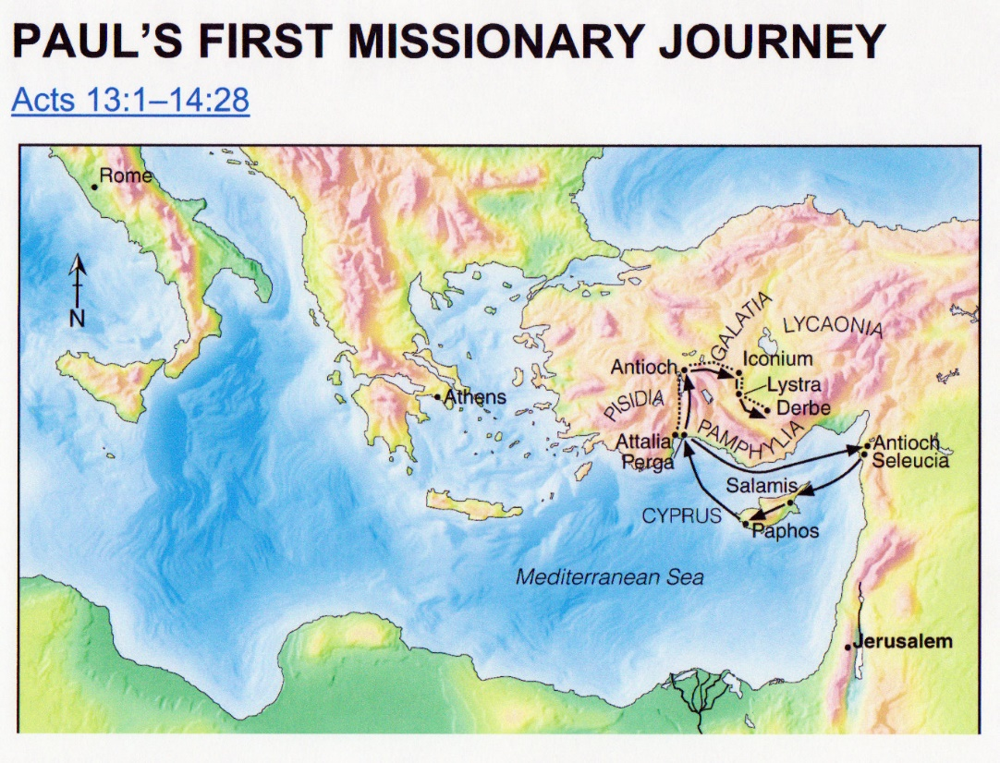 PAUL'S FIRST MISSIONARY JOURNEY
Acts 13:1–14:28
Rome
N
GALATIA
LYCAONIA
Antioch
Iconium
Lystra
Athens
PISIDIA
Derbe
PAMPHYLIA
Attalia
Perga
Antioch
Seleucia
Salamis
CYPRUS
Paphos
Mediterranean Sea
Jerusalem